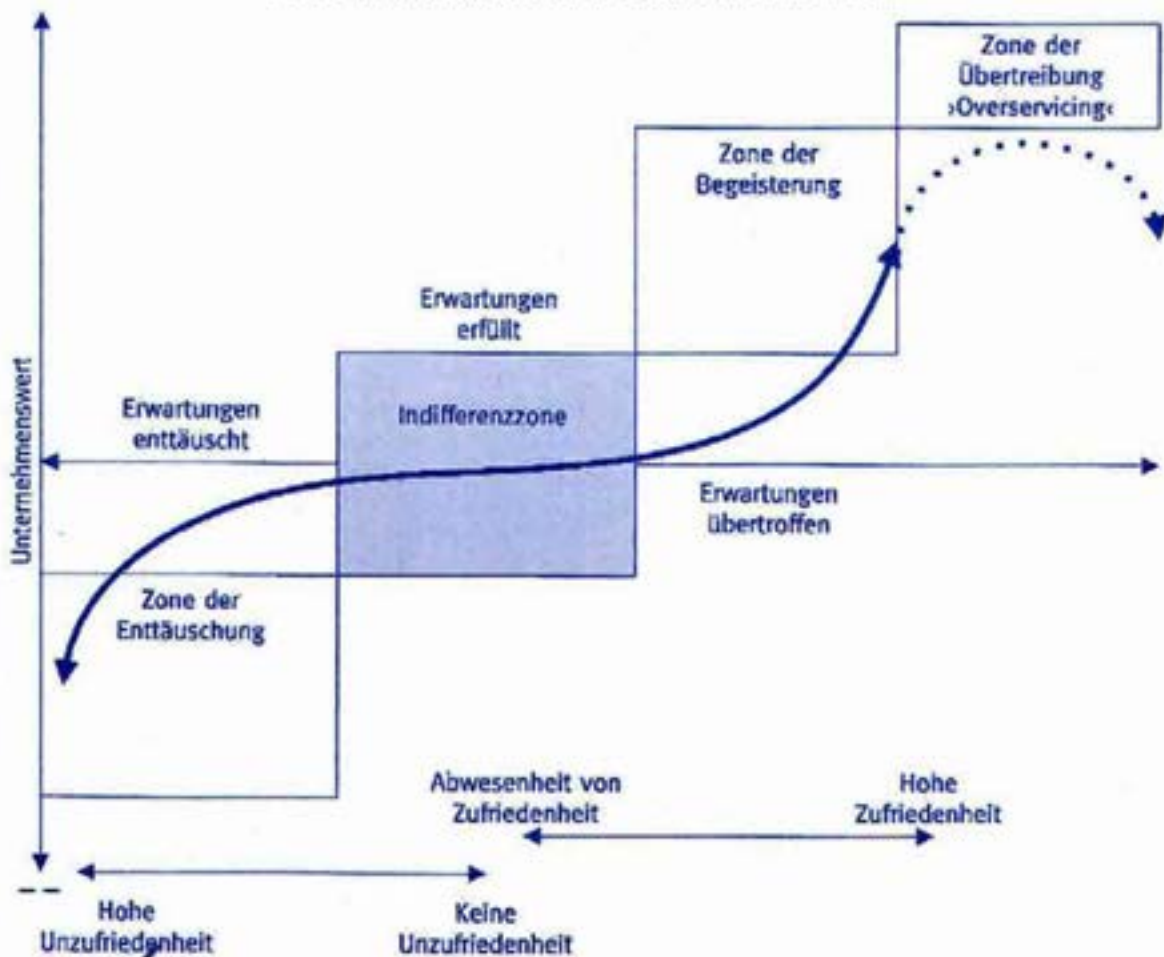 Zone der
Übertreibung
›Overservicing‹
Zone der
Begeisterung
Erwartungen
erfüllt
Erwartungen
enttäuscht
Indifferenzzone
Unternehmenswert
Erwartungen
übertroffen
Zone der
Enttäuschung
Abwesenheit von
Zufriedenheit
Hohe
Zufriedenheit
--
Hohe
Unzufriedenheit
Keine
Unzufriedenheit